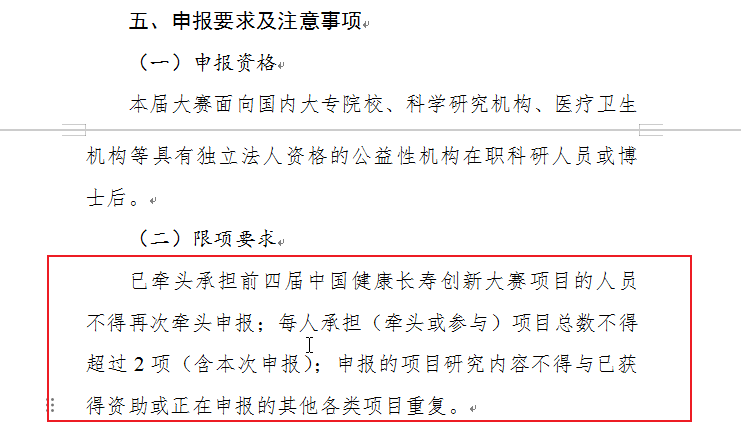 五、申报要求及注意事项
（一）申报资格
本届大赛面向国内大专院校、科学研究机构、医疗卫生
机构等具有独立法人资格的公益性机构在职科研人员或博
士后。
（二）限项要求
已牵头承担前四届中国健康长寿创新大赛项目的人员
不得再次牵头申报；每人承担（牵头或参与）项目总数不得
超过 2 项（含本次申报）；申报的项目研究内容不得与已获
得资助或正在申报的其他各类项目重复。